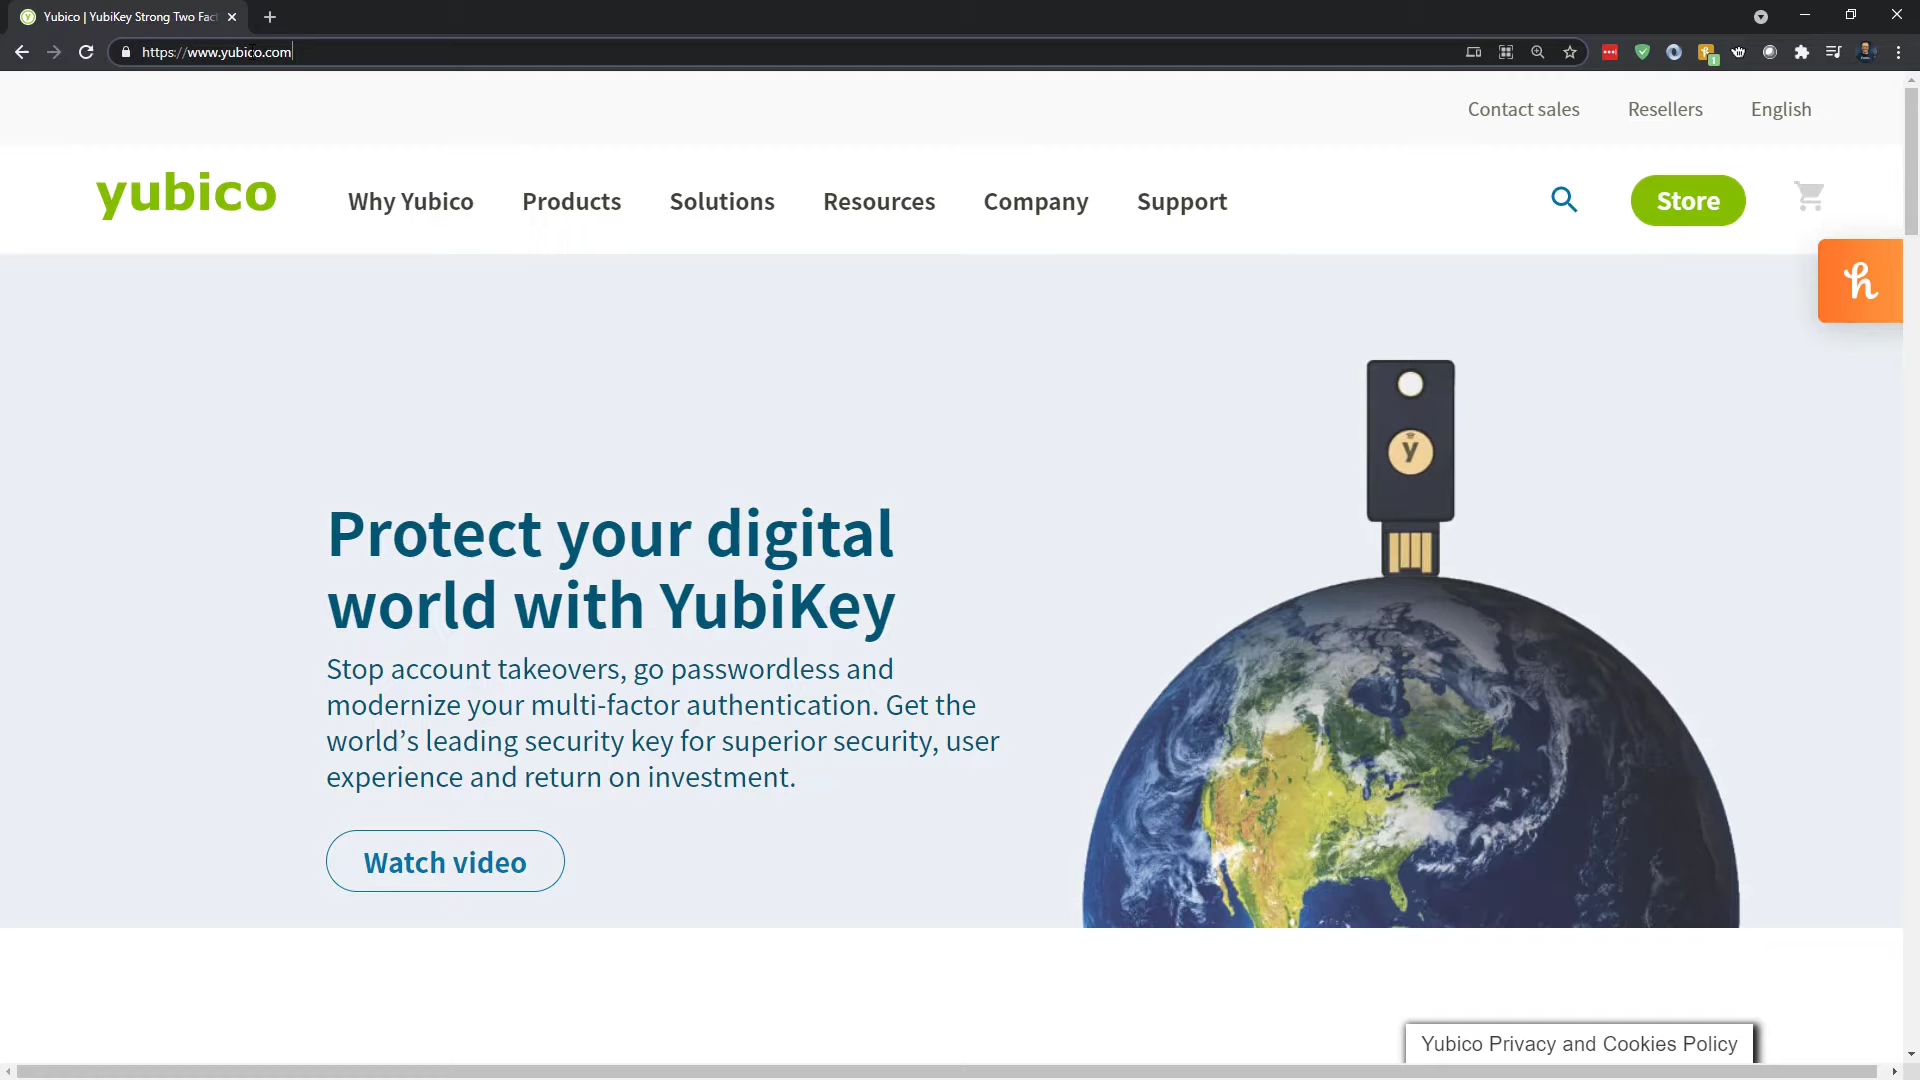 Yubico | YubiKey Strong Two Fac
https://www.yubico.com
1
Contact sales Resellers English
yubico Why Yubico Products Solutions Resources Company Support Store
h
y
Protect your digital
world with YubiKey
Stop account takeovers, go passwordless and
modernize your multi-factor authentication. Get the
world’s leading security key for superior security, user
experience and return on investment.
Watch video
Yubico Privacy and Cookies Policy